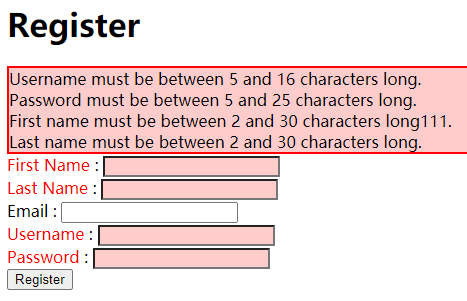 Register
Username must be between 5 and 16 characters long.
Password must be between 5 and 25 characters long.
First name must be between 2 and 30 characters long111.
Last name must be between 2 and 30 characters long.
First Name :
Last Name :
Email :
Username :
Password :
Register